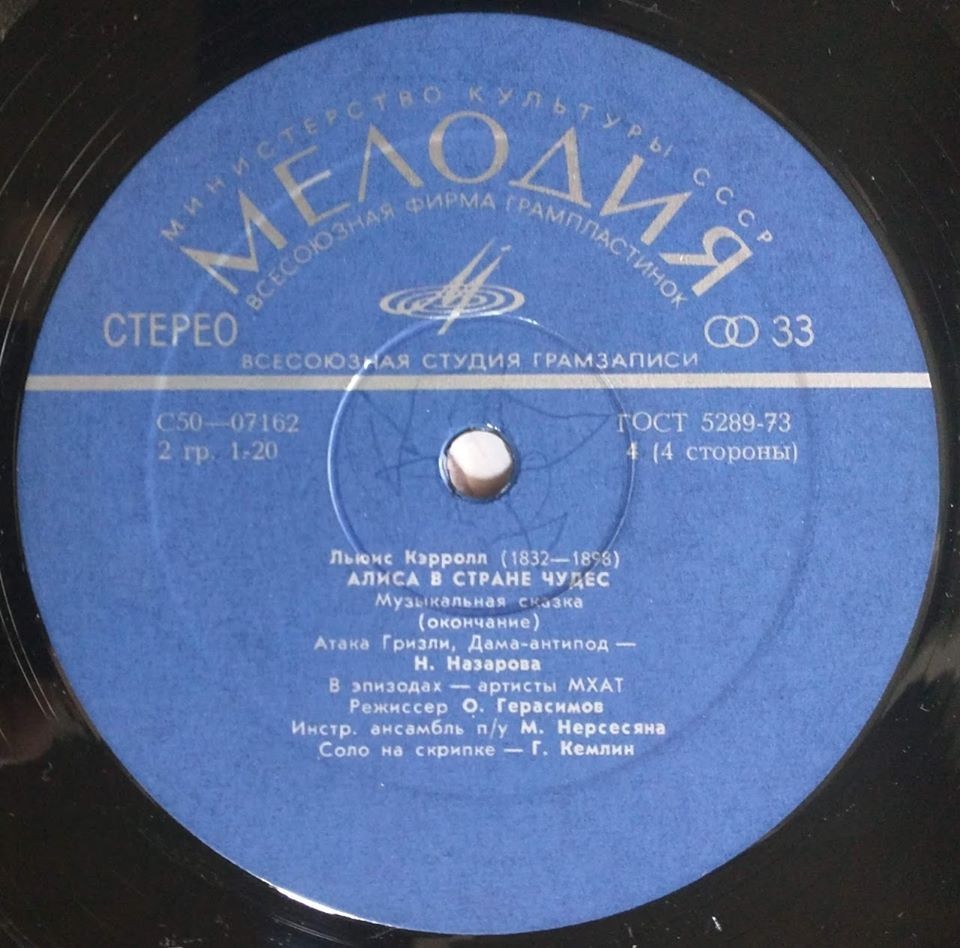 МИНИСТЕРСТВО КУЛЬТУРЫ СССР
МЕЛОДИЯ
ВСЕСОЮЗНАЯ ФИРМА ГРАМПЛАСТИНОК
СТЕРЕО
33
ВСЕСОЮЗНАЯ СТУДИЯ ГРАМЗАПИСИ
С50—07162
ГОСТ 5289-73
2 гр. 1-20
4 (4 стороны)
Льюис Кэрролл (1832—1898)
АЛИСА В СТРАНЕ ЧУДЕС
Музыкальная сказка
(окончание)
Атака Гризли, Дама-антипод —
Н. Назарова
В эпизодах — артисты МХАТ
Режиссер О. Герасимов
Инстр. ансамбль п/у М. Нерсесяна
Соло на скрипке — Г. Кемлин